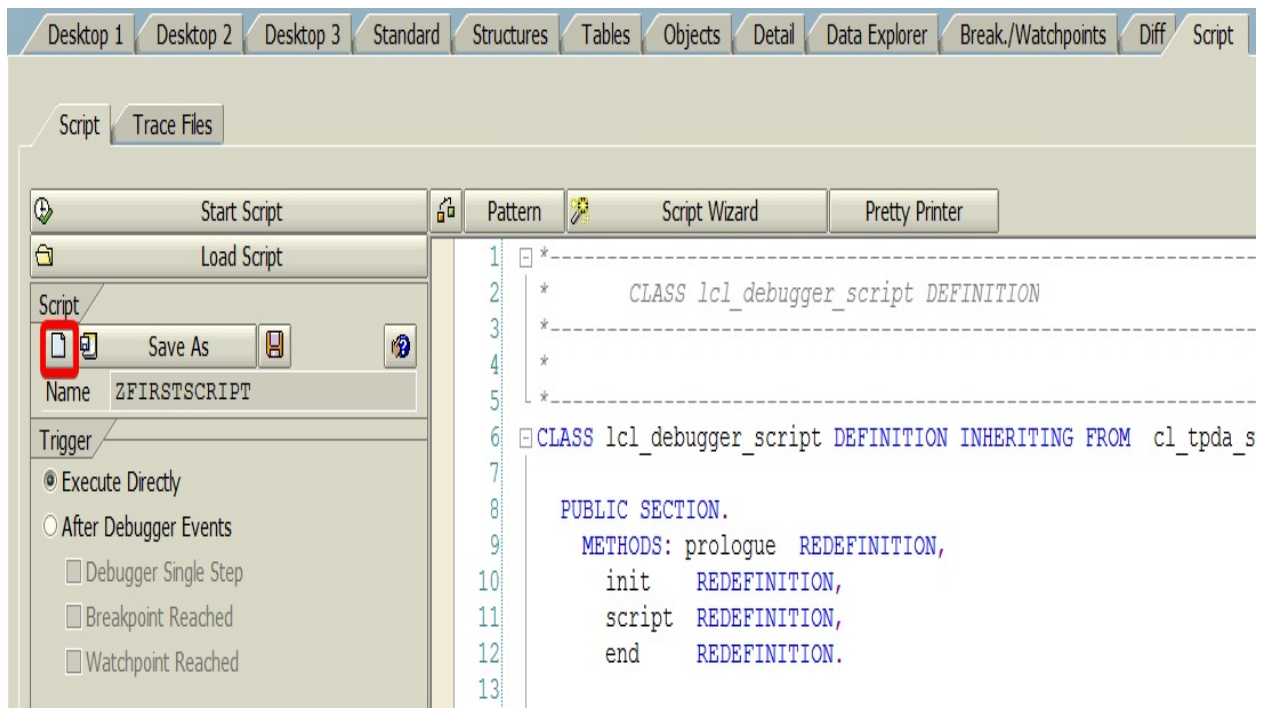 Desktop 1 Desktop 2 Desktop 3 Standard Structures Tables Objects Detail Data Explorer Break./Watchpoints Diff Script
Script Trace Files
Start Script
Load Script
Script
Save As
Name ZFIRSTSCRIPT
Trigger
Execute Directly
After Debugger Events
Debugger Single Step
Breakpoint Reached
Watchpoint Reached
Pattern Script Wizard Pretty Printer
1 *----------------------------------------------------------------
2 * CLASS lcl_debugger_script DEFINITION
3 *----------------------------------------------------------------
4 *
5 *----------------------------------------------------------------
6 CLASS lcl_debugger_script DEFINITION INHERITING FROM cl_tpda_s
7
8 PUBLIC SECTION.
9 METHODS: prologue REDEFINITION,
10 init REDEFINITION,
11 script REDEFINITION,
12 end REDEFINITION.
13